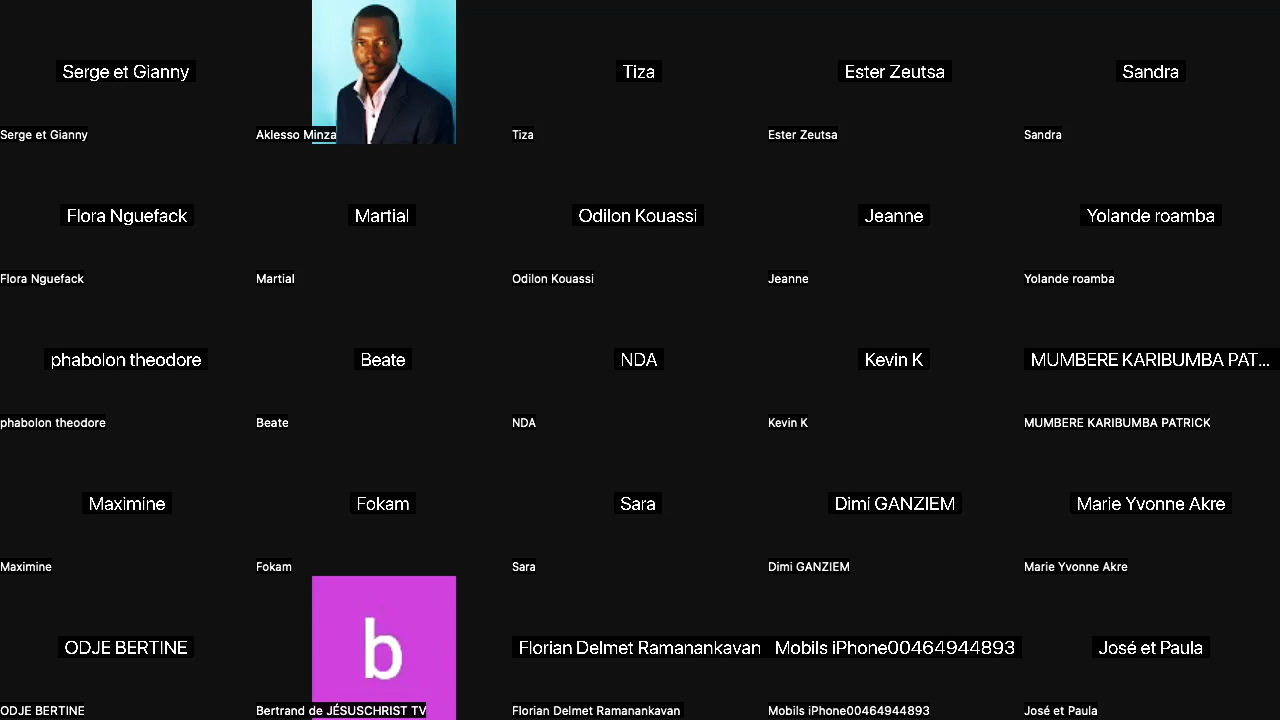 Serge et Gianny
Tiza
Ester Zeutsa
Sandra
Serge et Gianny
Aklesso Minza
Tiza
Ester Zeutsa
Sandra
Flora Nguefack
Martial
Odilon Kouassi
Jeanne
Yolande roamba
Flora Nguefack
Martial
Odilon Kouassi
Jeanne
Yolande roamba
phabolon theodore
Beate
NDA
Kevin K
MUMBERE KARIBUMBA PAT...
phabolon theodore
Beate
NDA
Kevin K
MUMBERE KARIBUMBA PATRICK
Maximine
Fokam
Sara
Dimi GANZIEM
Marie Yvonne Akre
Maximine
Fokam
Sara
Dimi GANZIEM
Marie Yvonne Akre
ODJE BERTINE
b
Florian Delmet Ramanankavan
Mobils iPhone00464944893
José et Paula
ODJE BERTINE
Bertrand de JÉSUSCHRIST TV
Florian Delmet Ramanankavan
Mobils iPhone00464944893
José et Paula